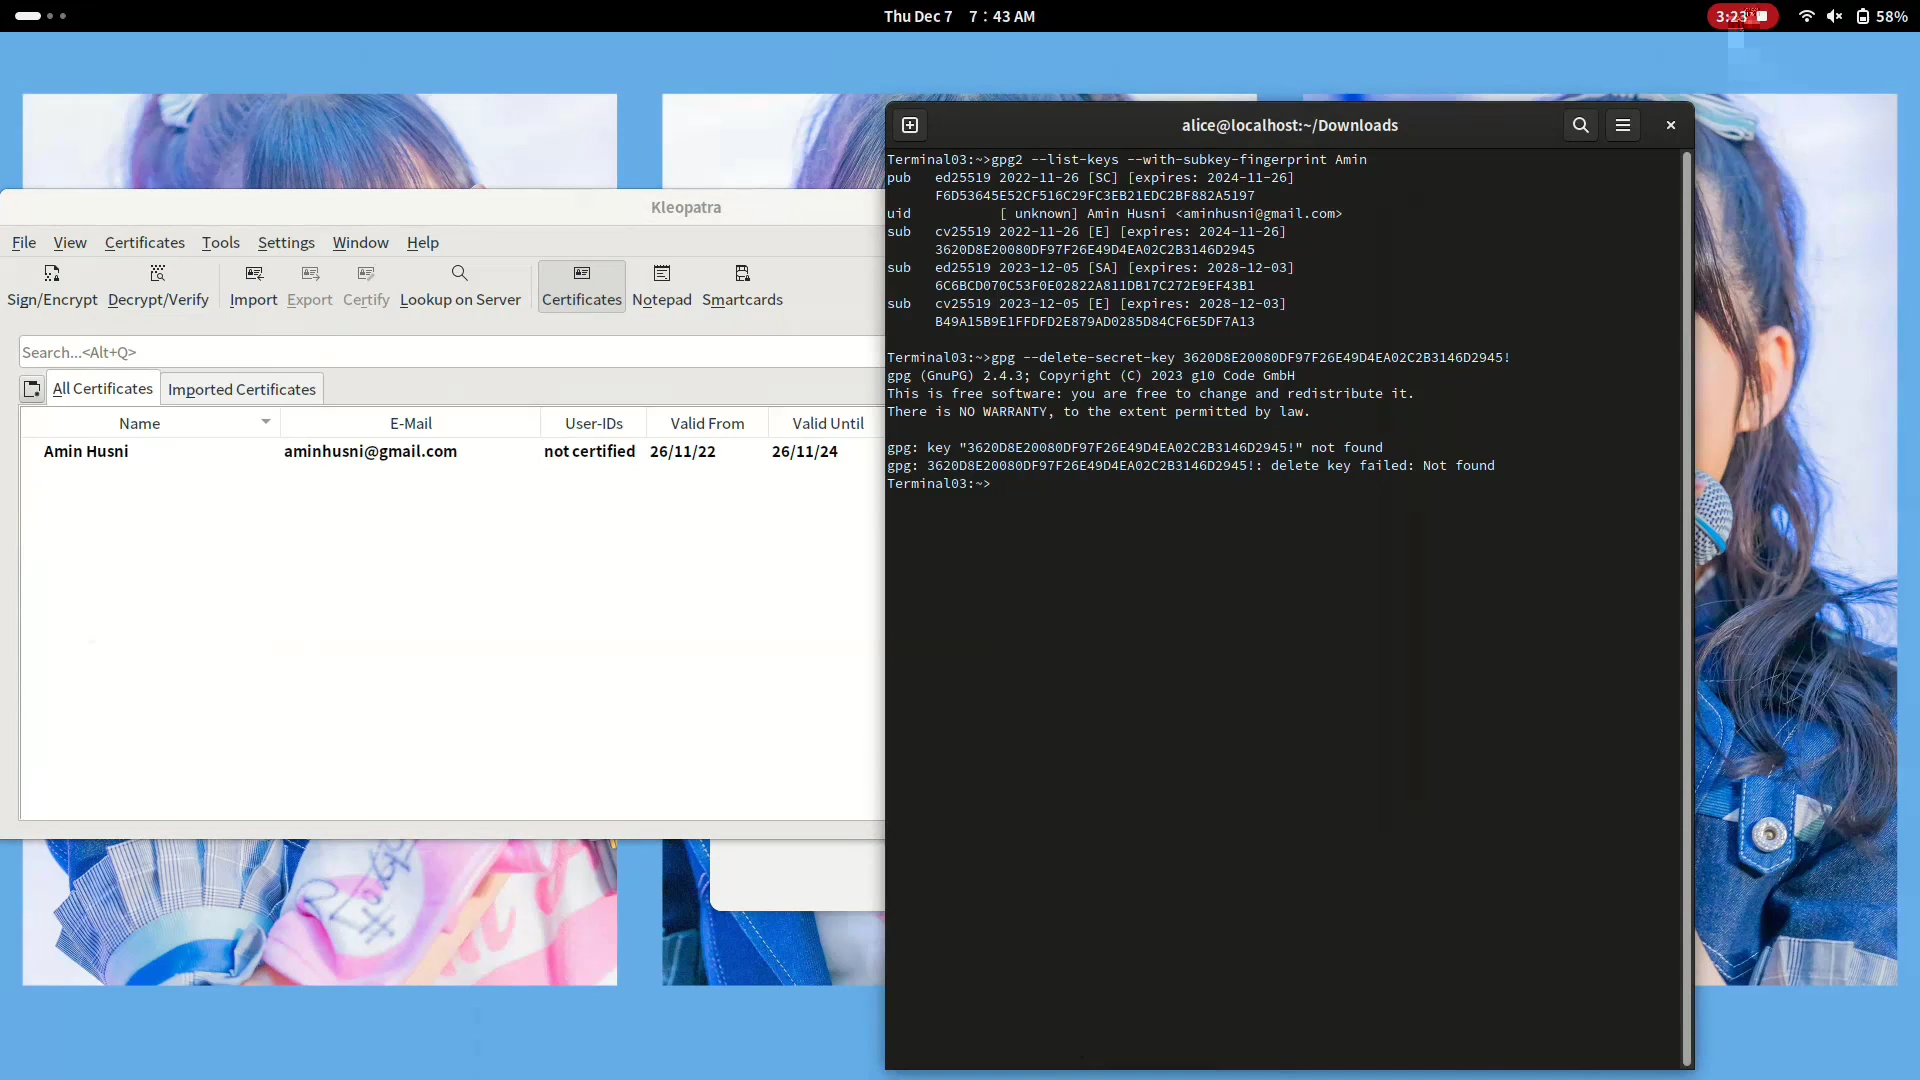 Thu Dec 7 7:43 AM
3:23
58%
Kleopatra
File View Certificates Tools Settings Window Help
Sign/Encrypt Decrypt/Verify Import Export Certify Lookup on Server Certificates Notepad Smartcards
Search...<Alt+Q>
All Certificates Imported Certificates
Name E-Mail User-IDs Valid From Valid Until
Amin Husni aminhusni@gmail.com not certified 26/11/22 26/11/24
alice@localhost:~/Downloads
Terminal03:~>gpg2 --list-keys --with-subkey-fingerprint Amin
pub ed25519 2022-11-26 [SC] [expires: 2024-11-26]
F6D53645E52CF516C29FC3EB21EDC2BF882A5197
uid [ unknown] Amin Husni <aminhusni@gmail.com>
sub cv25519 2022-11-26 [E] [expires: 2024-11-26]
3620D8E20080DF97F26E49D4EA02C2B3146D2945
sub ed25519 2023-12-05 [SA] [expires: 2028-12-03]
6C6BCD070C53F0E02822A811DB17C272E9EF43B1
sub cv25519 2023-12-05 [E] [expires: 2028-12-03]
B49A15B9E1FFDFD2E879AD0285D84CF6E5DF7A13
Terminal03:~>gpg --delete-secret-key 3620D8E20080DF97F26E49D4EA02C2B3146D2945!
gpg (GnuPG) 2.4.3; Copyright (C) 2023 g10 Code GmbH
This is free software: you are free to change and redistribute it.
There is NO WARRANTY, to the extent permitted by law.
gpg: key "3620D8E20080DF97F26E49D4EA02C2B3146D2945!" not found
gpg: 3620D8E20080DF97F26E49D4EA02C2B3146D2945!: delete key failed: Not found
Terminal03:~>